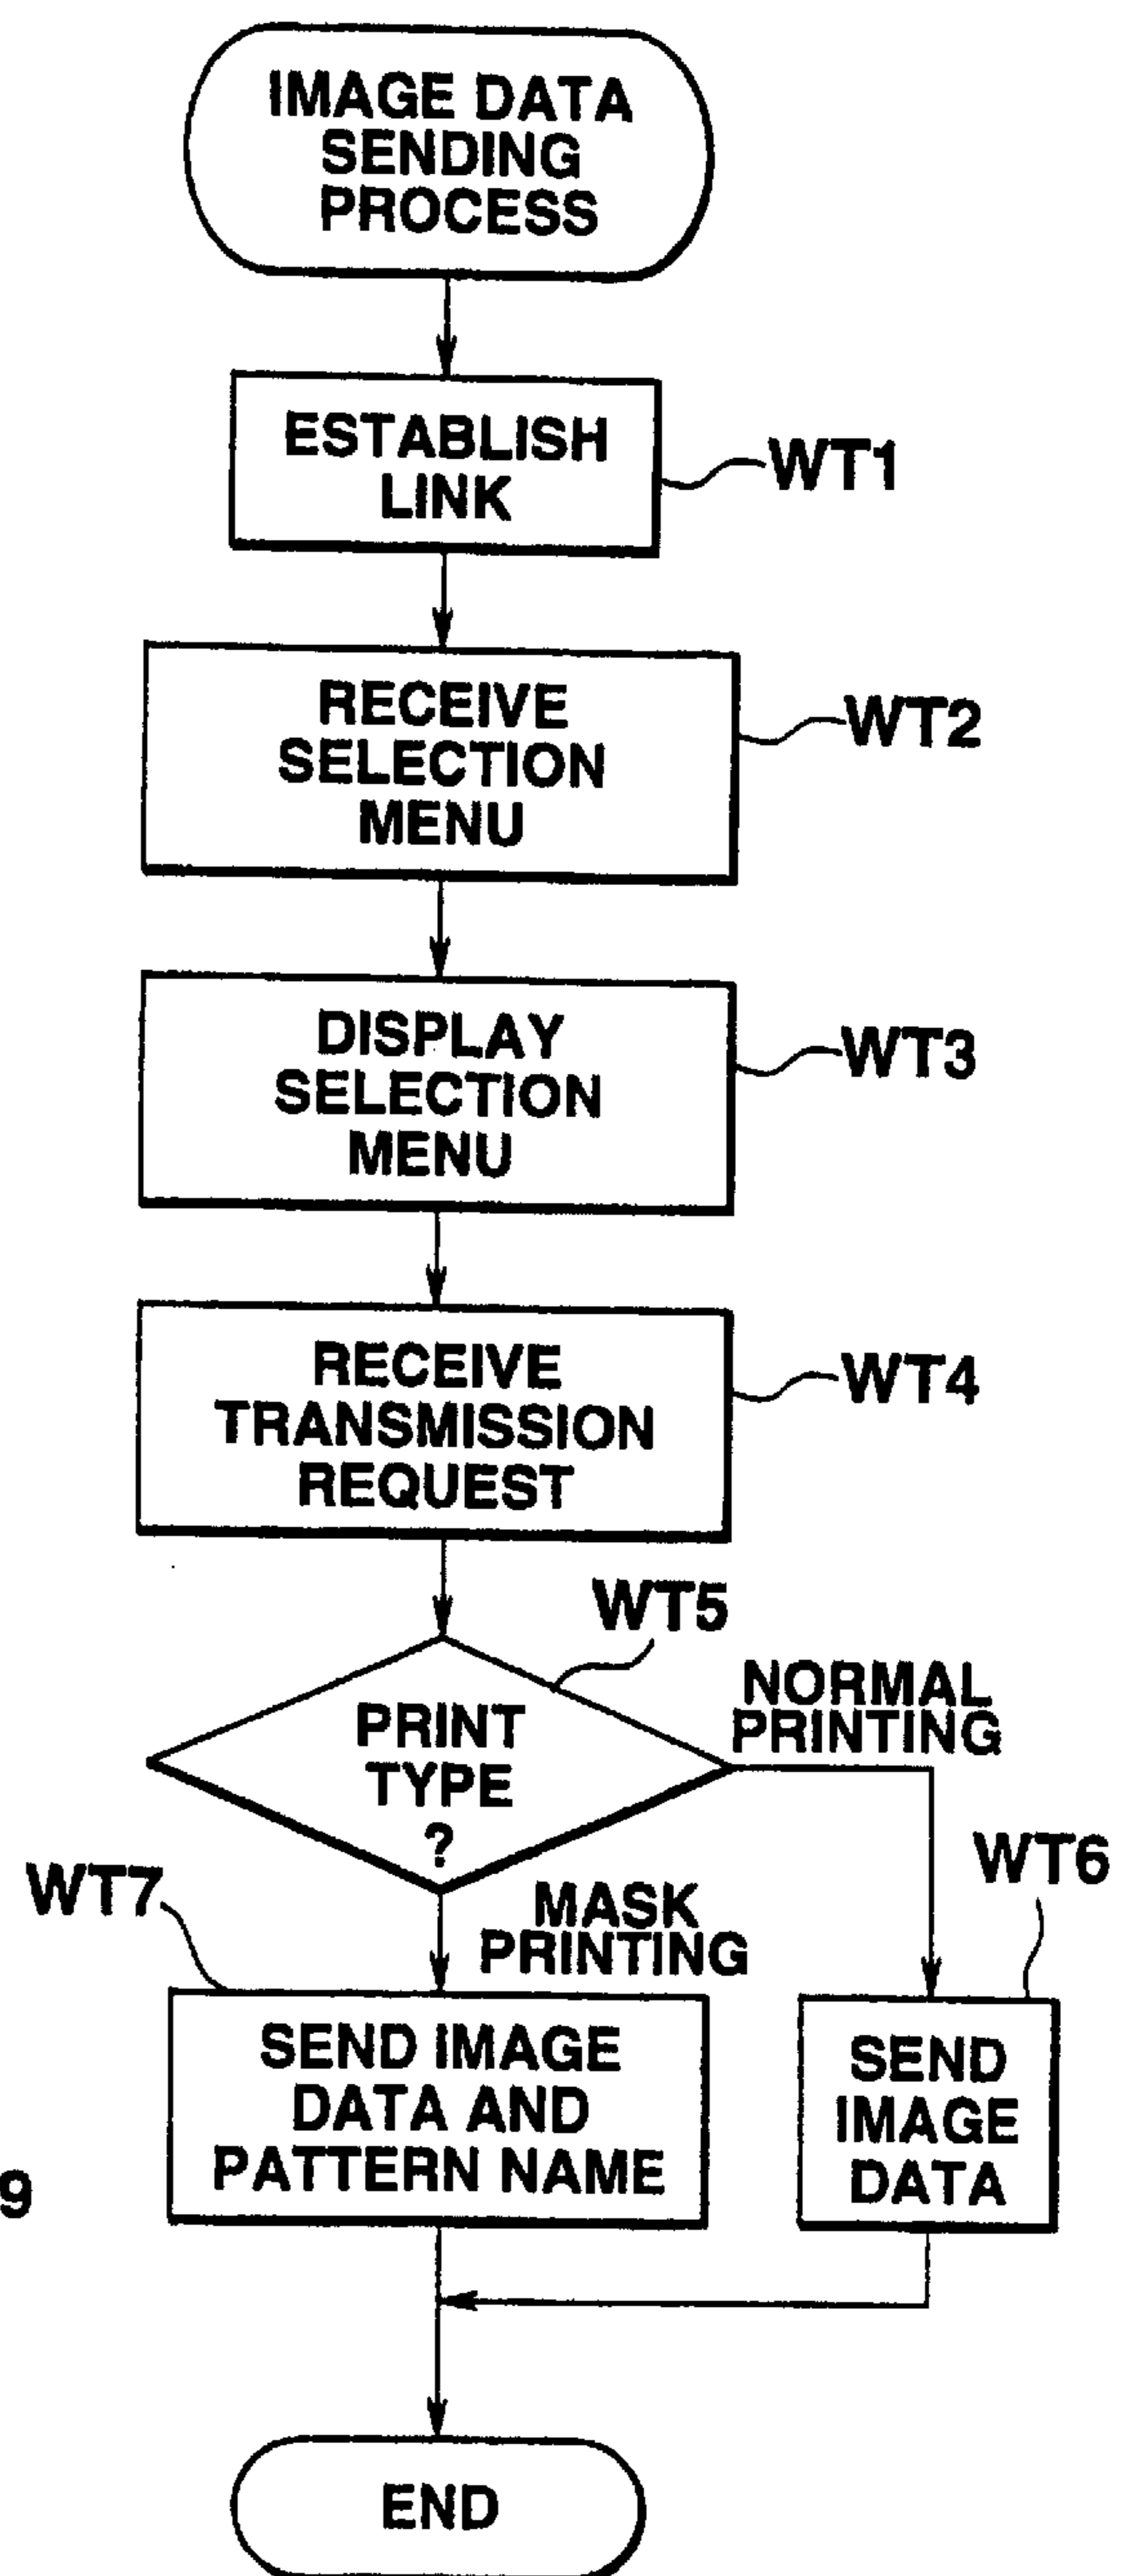 IMAGE DATA
SENDING
PROCESS
ESTABLISH
LINK
WT1
RECEIVE
SELECTION
MENU
WT2
DISPLAY
SELECTION
MENU
WT3
RECEIVE
TRANSMISSION
REQUEST
WT4
WT5
PRINT
TYPE
?
NORMAL
PRINTING
WT7
MASK
PRINTING
WT6
SEND IMAGE
DATA AND
PATTERN NAME
SEND
IMAGE
DATA
9
END